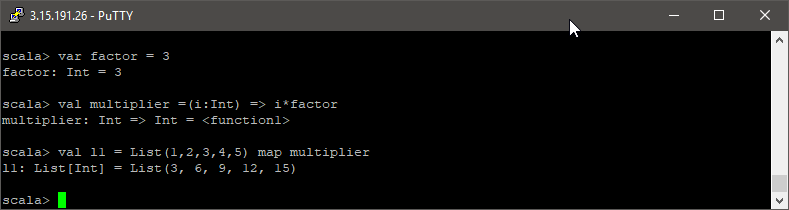 3.15.191.26 - PuTTY
scala> var factor = 3
factor: Int = 3
scala> val multiplier =(i:Int) => i*factor
multiplier: Int => Int = <function1>
scala> val l1 = List(1,2,3,4,5) map multiplier
l1: List[Int] = List(3, 6, 9, 12, 15)
scala>